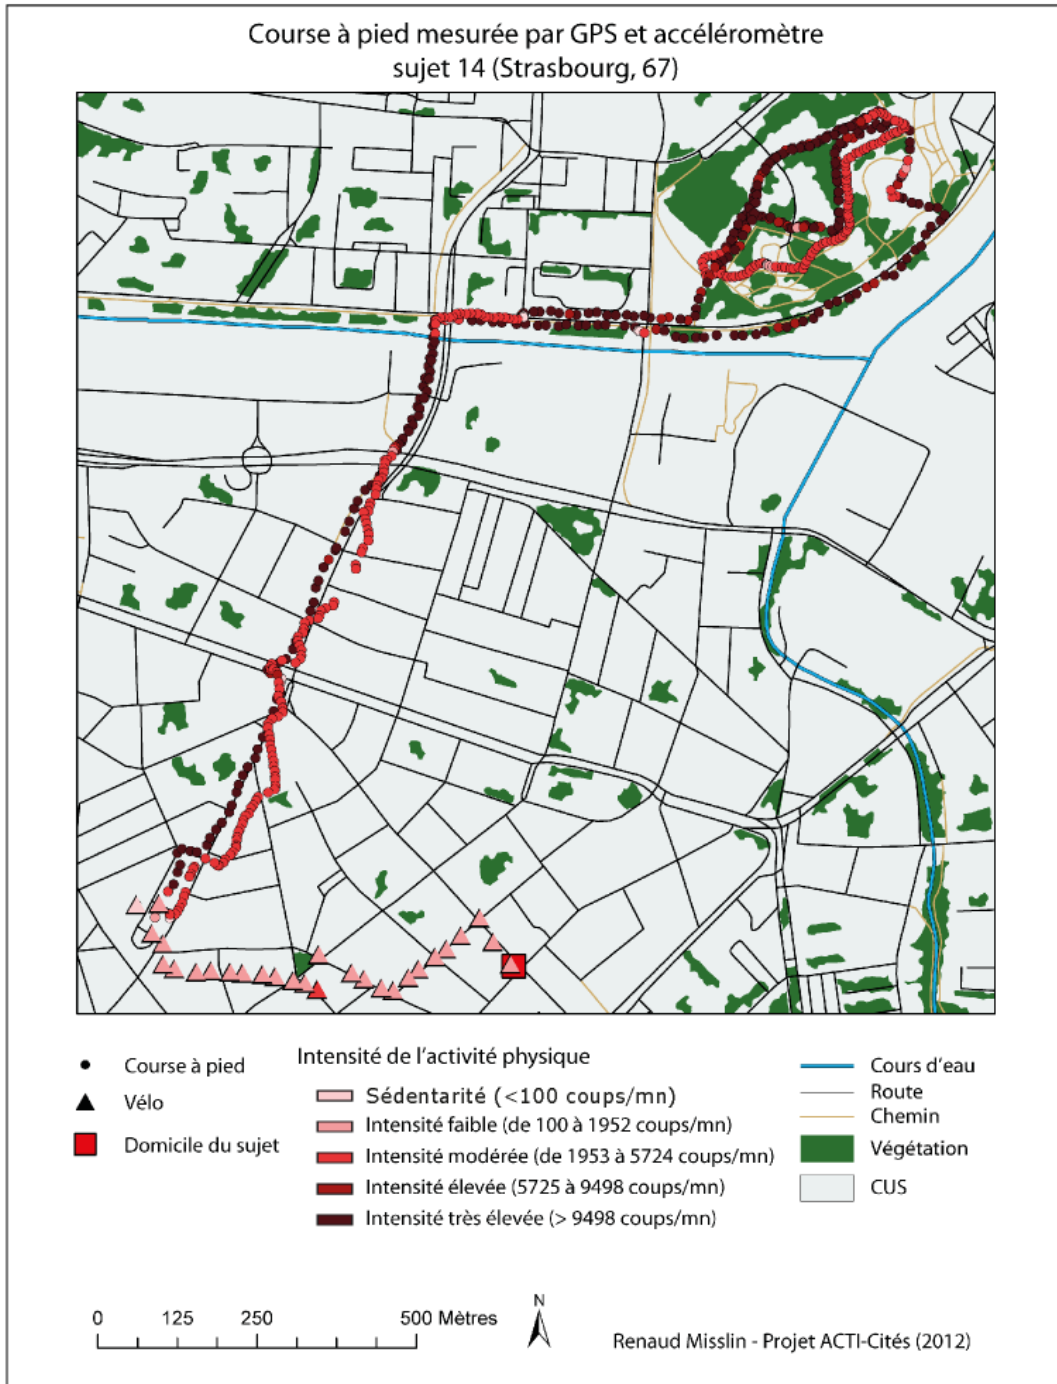 Course à pied mesurée par GPS et accéléromètre
sujet 14 (Strasbourg, 67)
Course à pied
Vélo
Domicile du sujet
Intensité de l'activité physique
Sédentarité (<100 coups/mn)
Intensité faible (de 100 à 1952 coups/mn)
Intensité modérée (de 1953 à 5724 coups/mn)
Intensité élevée (5725 à 9498 coups/mn)
Intensité très élevée (> 9498 coups/mn)
Cours d'eau
Route
Chemin
Végétation
CUS
0 125 250 500 Mètres
N
Renaud Misslin - Projet ACTI-Cités (2012)